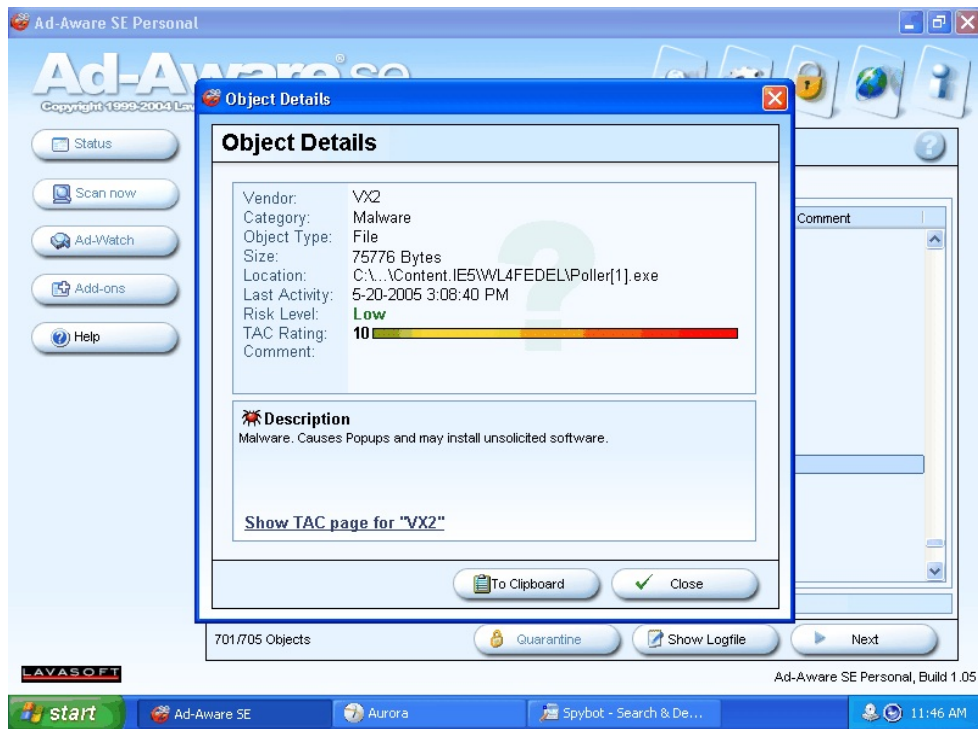 Ad-Aware SE Personal
Ad-Aware SE
Copyright 1999-2004
Object Details
Object Details
Status
Scan now
Ad-Watch
Add-ons
Help
Vendor: VX2
Category: Malware
Object Type: File
Size: 75776 Bytes
Location: C:\...\Content.IE5\WL4FEDEL\Poller[1].exe
Last Activity: 5-20-2005 3:08:40 PM
Risk Level: Low
TAC Rating: 10
Comment:
Comment
Description
Malware. Causes Popups and may install unsolicited software.
Show TAC page for "VX2"
To Clipboard
Close
701/705 Objects
Quarantine
Show Logfile
Next
LAVASOFT
Ad-Aware SE Personal, Build 1.05
start
Ad-Aware SE
Aurora
Spybot - Search & De...
11:46 AM